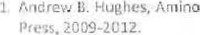 1. Andrew B. Hughes, Amino
Press, 2009-2012.